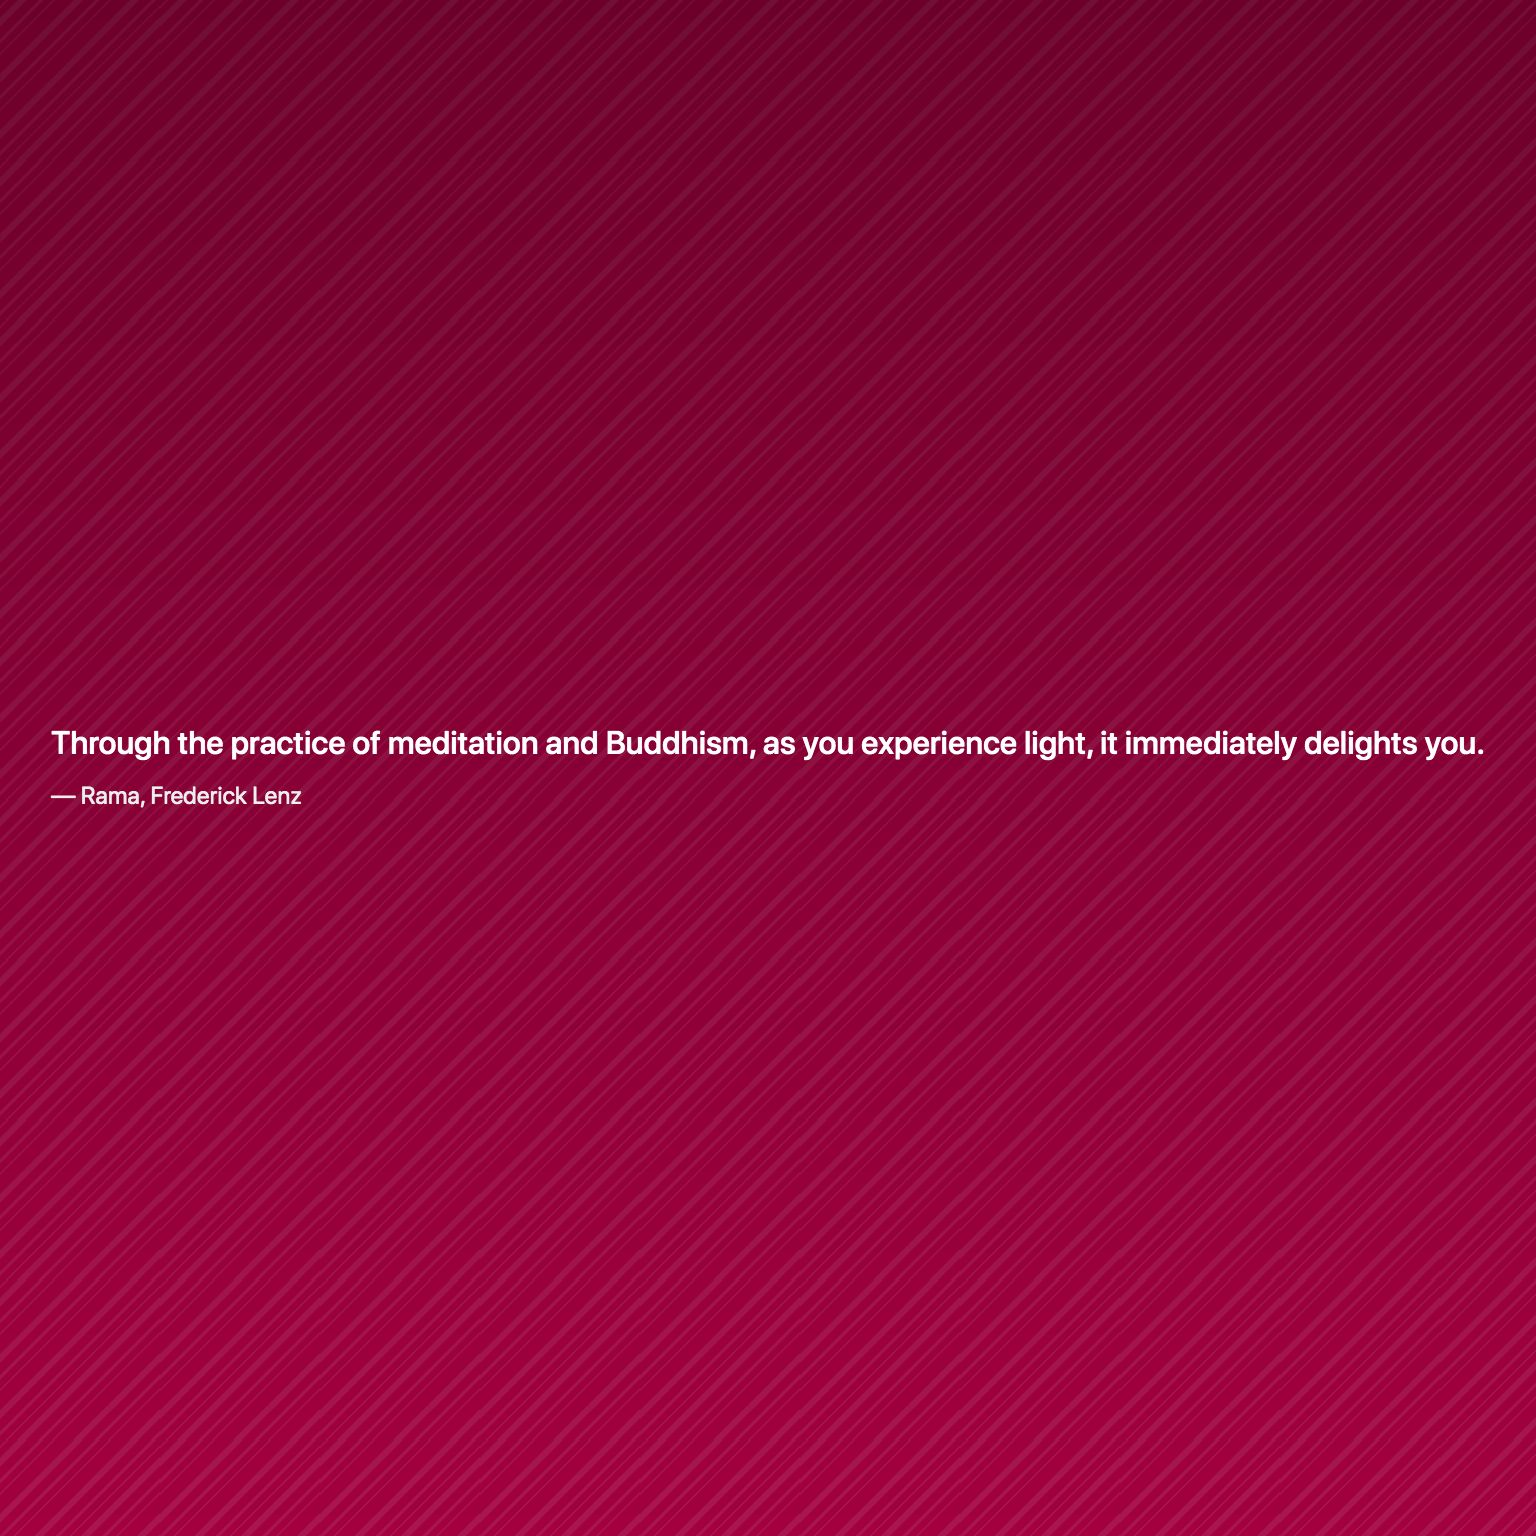 Through the practice of meditation and Buddhism, as you experience light, it immediately delights you.
— Rama, Frederick Lenz